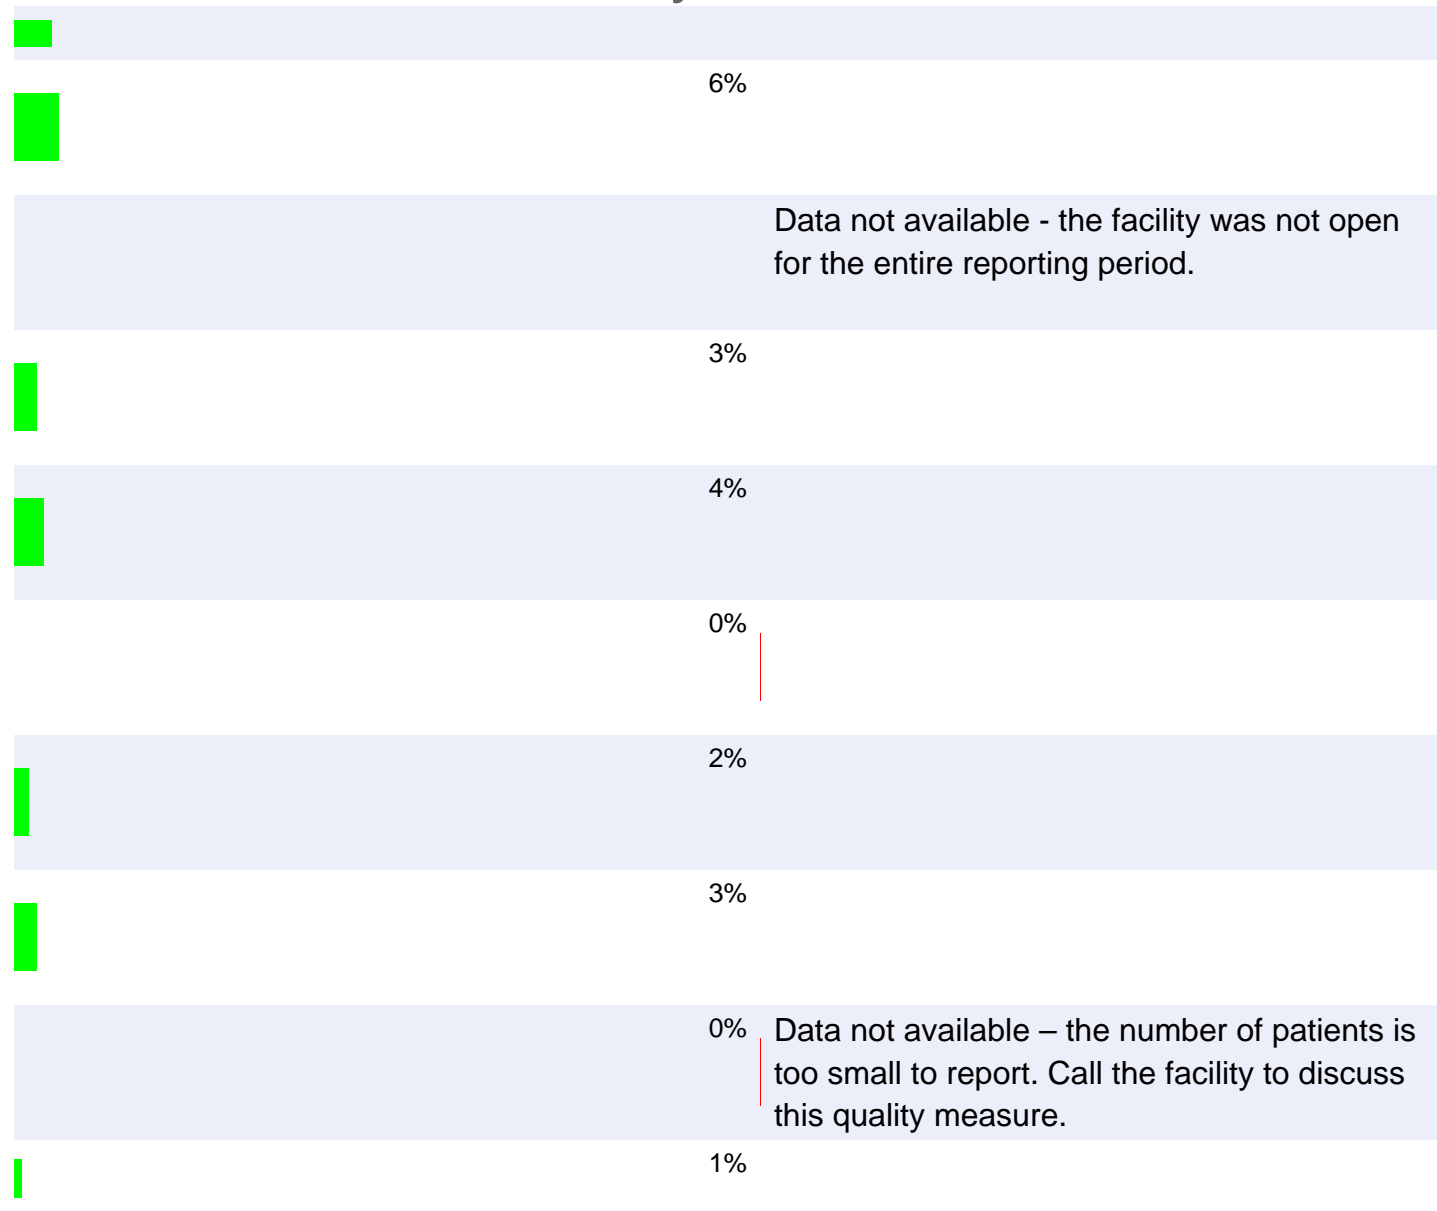 6%
Data not available - the facility was not open
for the entire reporting period.
3%
4%
0%
2%
3%
0% Data not available – the number of patients is
too small to report. Call the facility to discuss
this quality measure.
1%